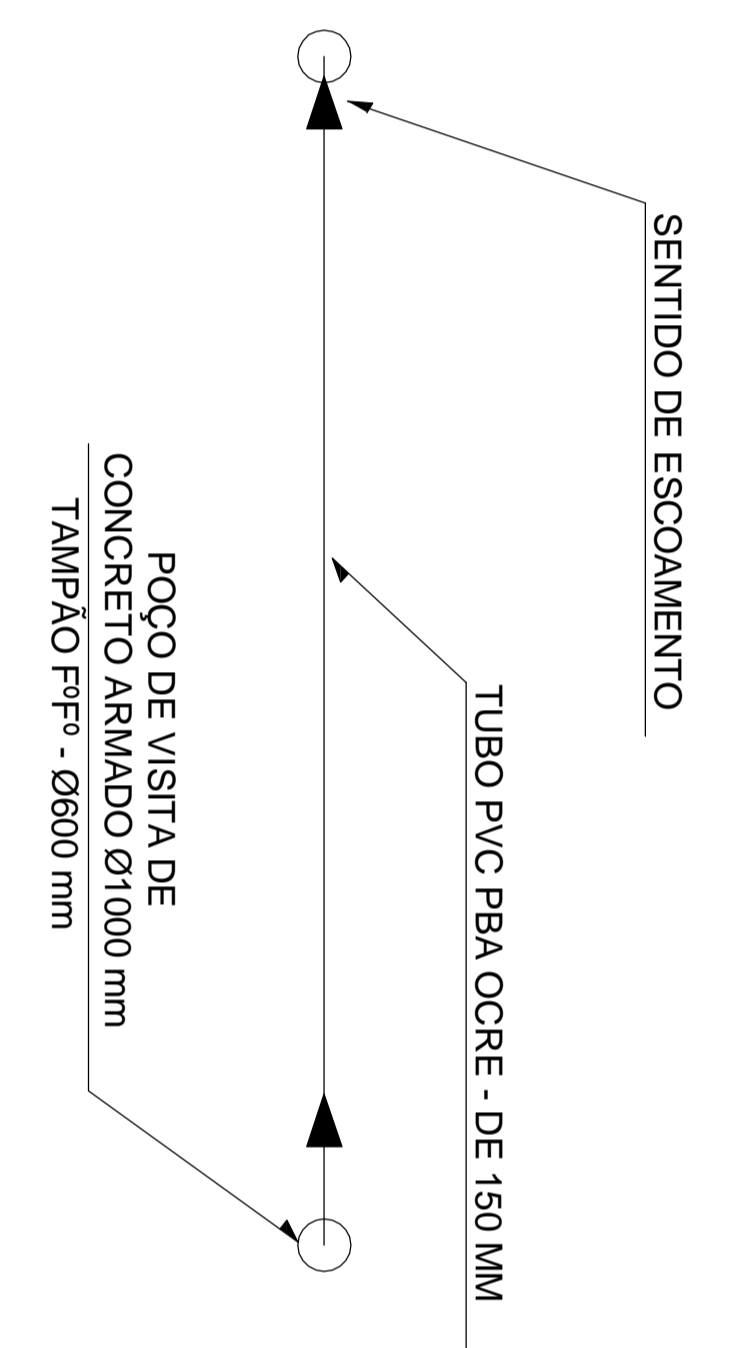 SENTIDO DE ESCOAMENTO
TUBO PVC PBA OCRE - DE 150 MM
POÇO DE VISITA DE
CONCRETO ARMADO Ø1000 mm
TAMPÃO FºFº - Ø600 mm